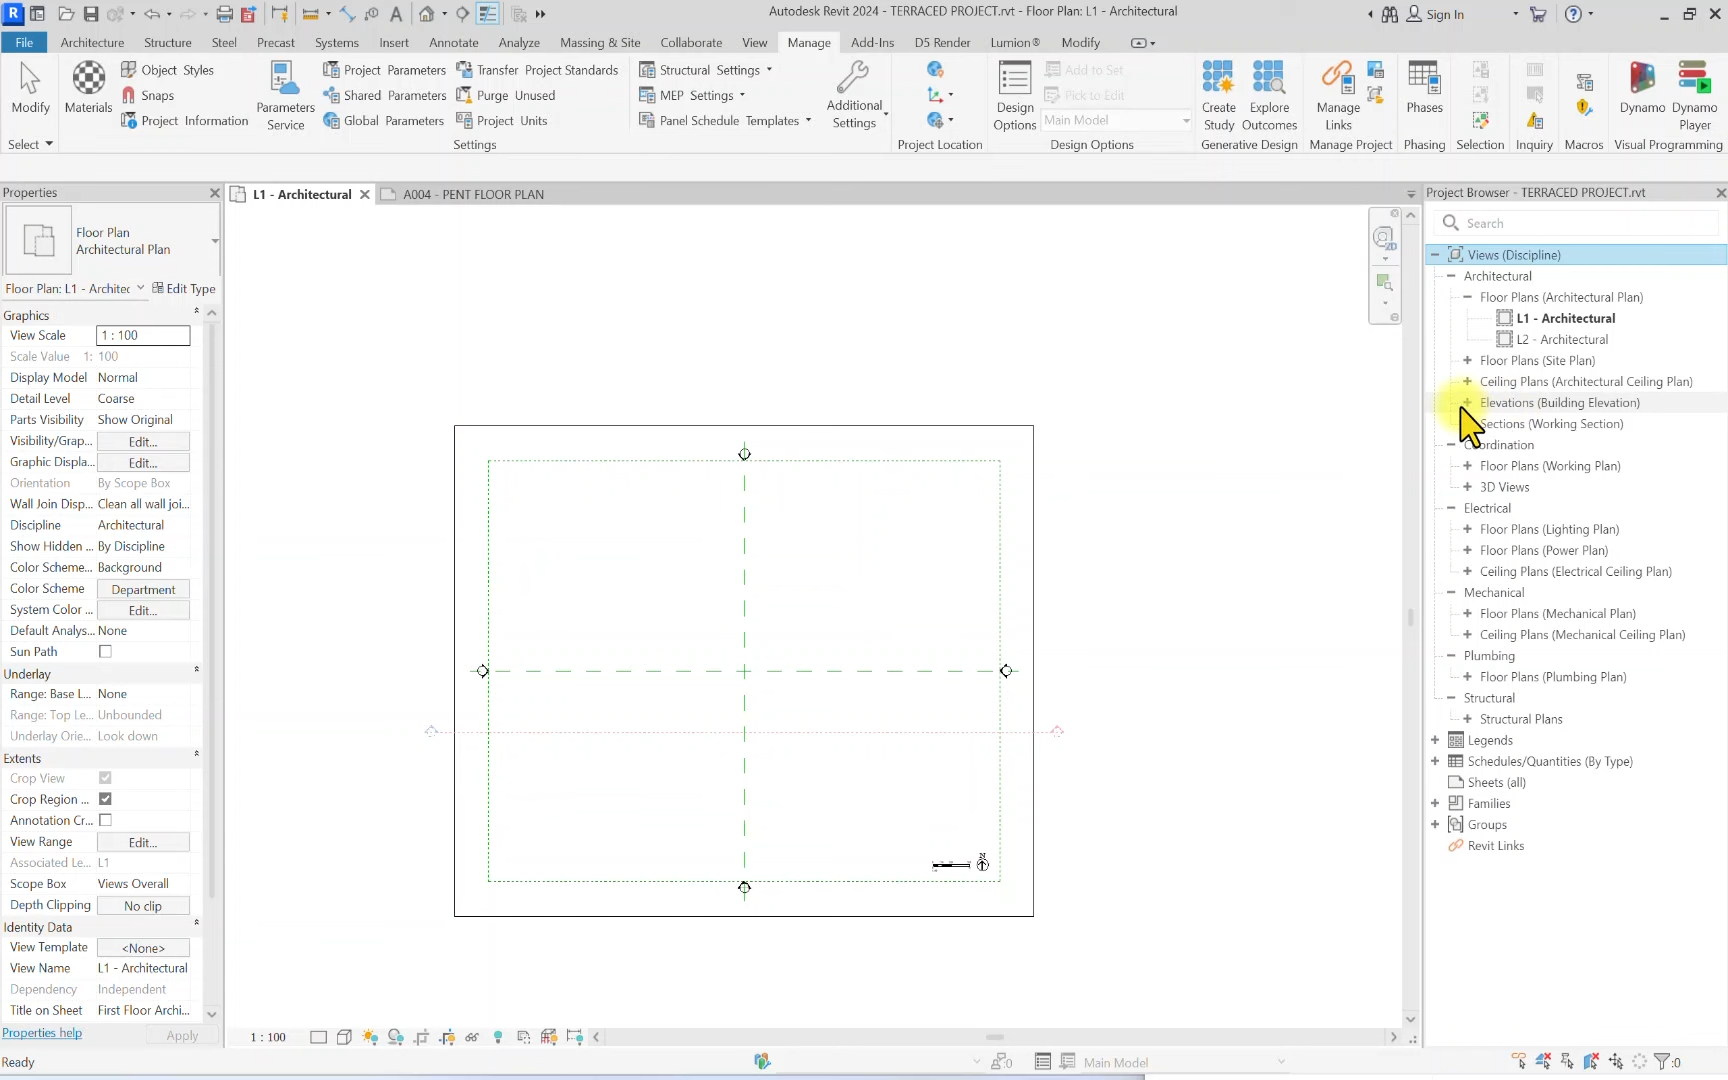 Autodesk Revit 2024 - TERRACED PROJECT.rvt - Floor Plan: L1 - Architectural
Sign In
File Architecture Structure Steel Precast Systems Insert Annotate Analyze Massing & Site Collaborate View Manage Add-Ins D5 Render Lumion® Modify
Modify
Select
Materials
Object Styles
Snaps
Project Information
Parameters Service
Project Parameters
Shared Parameters
Global Parameters
Transfer Project Standards
Purge Unused
Project Units
Settings
Structural Settings
MEP Settings
Panel Schedule Templates
Additional Settings
Project Location
Design Options
Add to Set
Pick to Edit
Main Model
Design Options
Create Study
Explore Outcomes
Generative Design
Manage Links
Manage Project
Phases
Phasing
Selection
Inquiry
Macros
Dynamo
Dynamo Player
Visual Programming
Properties
Floor Plan
Architectural Plan
Floor Plan: L1 - Architec
Edit Type
Graphics
View Scale 1 : 100
Scale Value 1: 100
Display Model Normal
Detail Level Coarse
Parts Visibility Show Original
Visibility/Grap... Edit...
Graphic Displa... Edit...
Orientation By Scope Box
Wall Join Disp... Clean all wall joi...
Discipline Architectural
Show Hidden ... By Discipline
Color Scheme... Background
Color Scheme Department
System Color ... Edit...
Default Analys... None
Sun Path
Underlay
Range: Base L... None
Range: Top Le... Unbounded
Underlay Orie... Look down
Extents
Crop View
Crop Region ...
Annotation Cr...
View Range Edit...
Associated Le... L1
Scope Box Views Overall
Depth Clipping No clip
Identity Data
View Template <None>
View Name L1 - Architectural
Dependency Independent
Title on Sheet First Floor Archi...
Properties help Apply
Ready
L1 - Architectural
A004 - PENT FLOOR PLAN
2D
N
1 : 100
Main Model
:0
:0
Project Browser - TERRACED PROJECT.rvt
Search
Views (Discipline)
Architectural
Floor Plans (Architectural Plan)
L1 - Architectural
L2 - Architectural
Floor Plans (Site Plan)
Ceiling Plans (Architectural Ceiling Plan)
Elevations (Building Elevation)
Sections (Working Section)
ordination
Floor Plans (Working Plan)
3D Views
Electrical
Floor Plans (Lighting Plan)
Floor Plans (Power Plan)
Ceiling Plans (Electrical Ceiling Plan)
Mechanical
Floor Plans (Mechanical Plan)
Ceiling Plans (Mechanical Ceiling Plan)
Plumbing
Floor Plans (Plumbing Plan)
Structural
Structural Plans
Legends
Schedules/Quantities (By Type)
Sheets (all)
Families
Groups
Revit Links